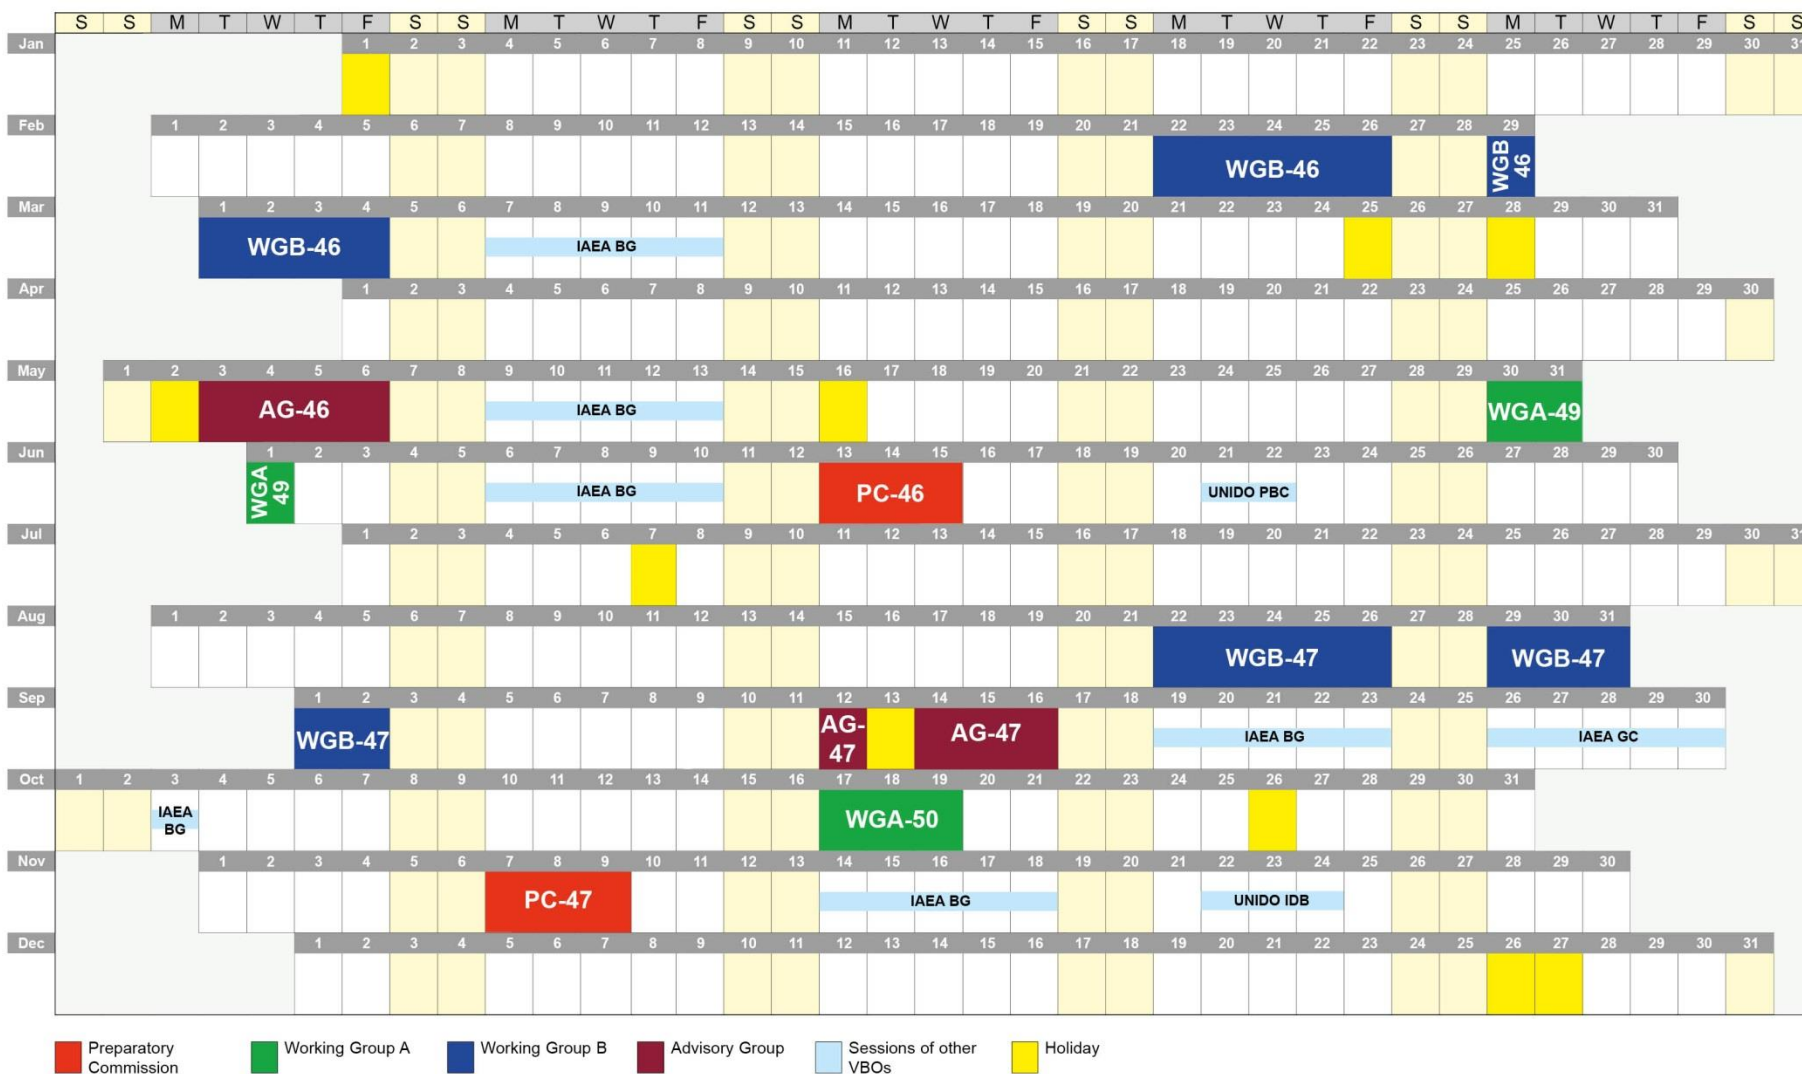 S S M T W T F S S M T W T F S S M T W T F S S M T W T F S S M T W T F S S
Jan 1 2 3 4 5 6 7 8 9 10 11 12 13 14 15 16 17 18 19 20 21 22 23 24 25 26 27 28 29 30 31
Feb 1 2 3 4 5 6 7 8 9 10 11 12 13 14 15 16 17 18 19 20 21 22 23 24 25 26 27 28 29
WGB-46 WGB
46
Mar 1 2 3 4 5 6 7 8 9 10 11 12 13 14 15 16 17 18 19 20 21 22 23 24 25 26 27 28 29 30 31
WGB-46 IAEA BG
Apr 1 2 3 4 5 6 7 8 9 10 11 12 13 14 15 16 17 18 19 20 21 22 23 24 25 26 27 28 29 30
May 1 2 3 4 5 6 7 8 9 10 11 12 13 14 15 16 17 18 19 20 21 22 23 24 25 26 27 28 29 30 31
AG-46 IAEA BG WGA-49
Jun 1 2 3 4 5 6 7 8 9 10 11 12 13 14 15 16 17 18 19 20 21 22 23 24 25 26 27 28 29 30
WGA
49 IAEA BG PC-46 UNIDO PBC
Jul 1 2 3 4 5 6 7 8 9 10 11 12 13 14 15 16 17 18 19 20 21 22 23 24 25 26 27 28 29 30 31
Aug 1 2 3 4 5 6 7 8 9 10 11 12 13 14 15 16 17 18 19 20 21 22 23 24 25 26 27 28 29 30 31
WGB-47 WGB-47
Sep 1 2 3 4 5 6 7 8 9 10 11 12 13 14 15 16 17 18 19 20 21 22 23 24 25 26 27 28 29 30
WGB-47 AG-
47 AG-47 IAEA BG IAEA GC
Oct 1 2 3 4 5 6 7 8 9 10 11 12 13 14 15 16 17 18 19 20 21 22 23 24 25 26 27 28 29 30 31
IAEA
BG WGA-50
Nov 1 2 3 4 5 6 7 8 9 10 11 12 13 14 15 16 17 18 19 20 21 22 23 24 25 26 27 28 29 30
PC-47 IAEA BG UNIDO IDB
Dec 1 2 3 4 5 6 7 8 9 10 11 12 13 14 15 16 17 18 19 20 21 22 23 24 25 26 27 28 29 30 31
Preparatory
Commission
Working Group A
Working Group B
Advisory Group
Sessions of other
VBOs
Holiday